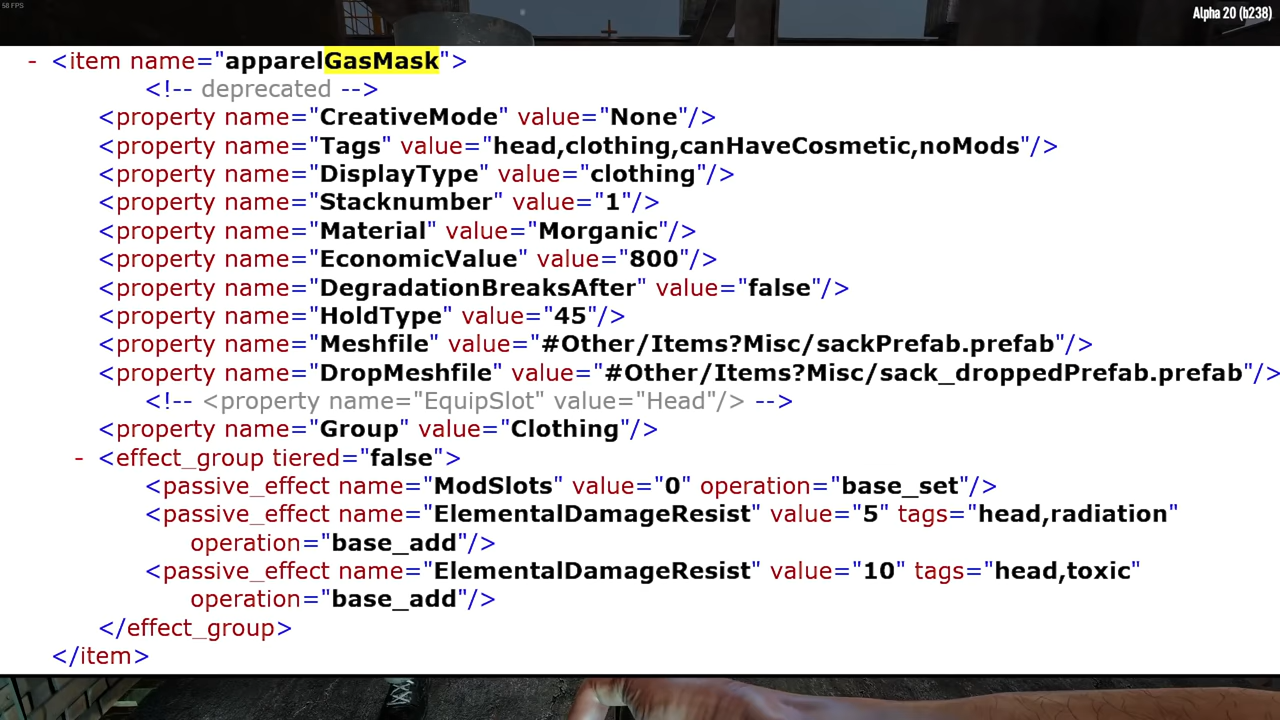 58 FPS
Alpha 20 (b238)
- <item name="apparelGasMask">
<!-- deprecated -->
<property name="CreativeMode" value="None"/>
<property name="Tags" value="head,clothing,canHaveCosmetic,noMods"/>
<property name="DisplayType" value="clothing"/>
<property name="Stacknumber" value="1"/>
<property name="Material" value="Morganic"/>
<property name="EconomicValue" value="800"/>
<property name="DegradationBreaksAfter" value="false"/>
<property name="HoldType" value="45"/>
<property name="Meshfile" value="#Other/Items?Misc/sackPrefab.prefab"/>
<property name="DropMeshfile" value="#Other/Items?Misc/sack_droppedPrefab.prefab"/>
<!-- <property name="EquipSlot" value="Head"/> -->
<property name="Group" value="Clothing"/>
- <effect_group tiered="false">
<passive_effect name="ModSlots" value="0" operation="base_set"/>
<passive_effect name="ElementalDamageResist" value="5" tags="head,radiation"
operation="base_add"/>
<passive_effect name="ElementalDamageResist" value="10" tags="head,toxic"
operation="base_add"/>
</effect_group>
</item>